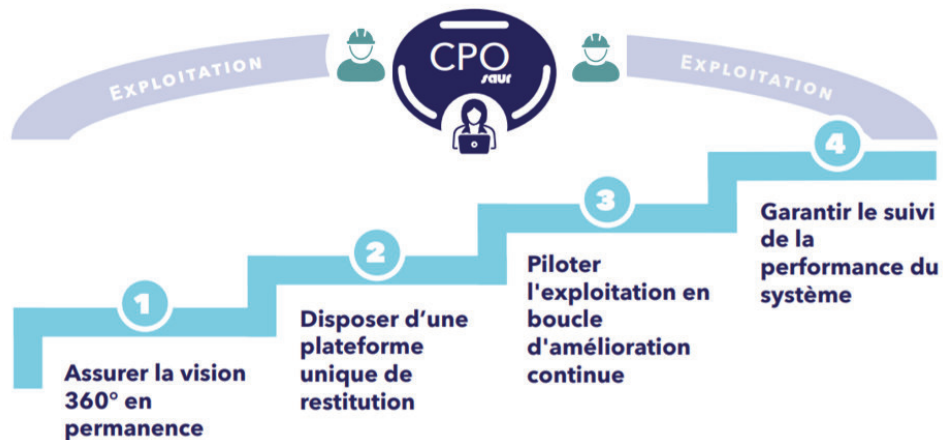 EXPLOITATION
CPO
saur
EXPLOITATION
1
Assurer la vision
360° en
permanence
2
Disposer d’une
plateforme
unique de
restitution
3
Piloter
l'exploitation en
boucle
d'amélioration
continue
4
Garantir le suivi
de la
performance du
système